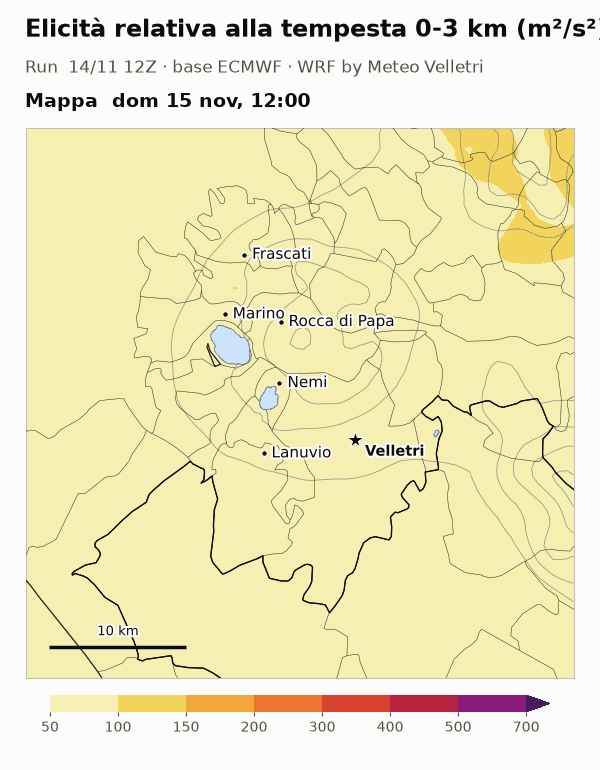 Elicità relativa alla tempesta 0-3 km (m²/s²)
Run 14/11 12Z · base ECMWF · WRF by Meteo Velletri
Mappa dom 15 nov, 12:00
Frascati
Marino
Rocca di Papa
Nemi
Velletri
Lanuvio
10 km
50 100 150 200 300 400 500 700